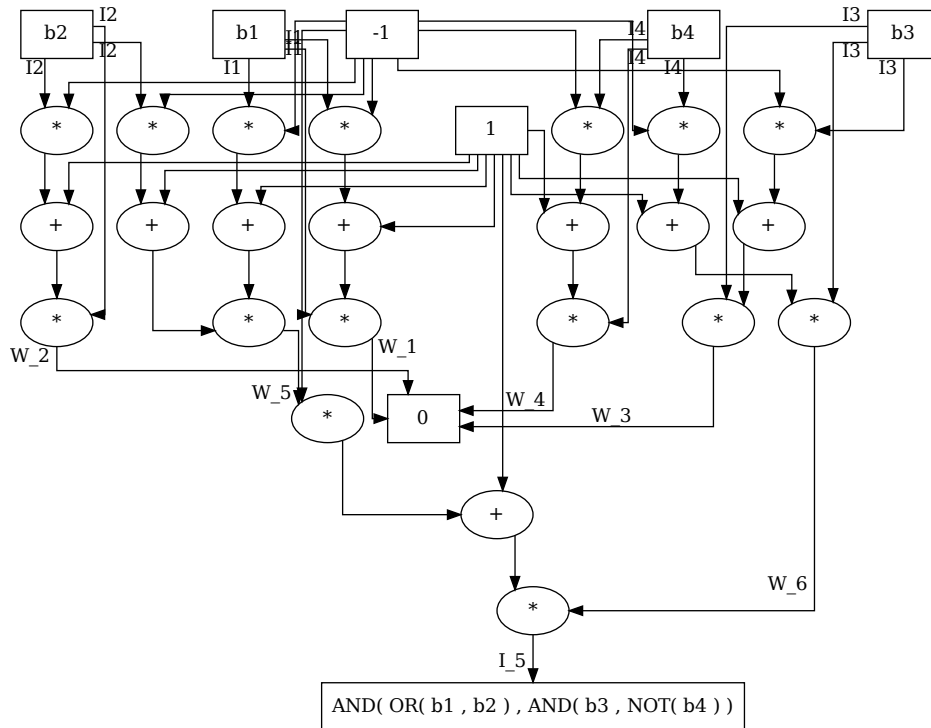 b2
I2
b1
-1
b4
I3
b3
I2
I1
I1
I4
I4
I3
I2
I1
I4
I3
*
*
*
*
1
*
*
*
+
+
+
+
+
+
+
*
*
*
*
*
*
W_2
W_1
W_5
*
0
W_4
W_3
+
W_6
*
I_5
AND( OR( b1 , b2 ) , AND( b3 , NOT( b4 ) ) )